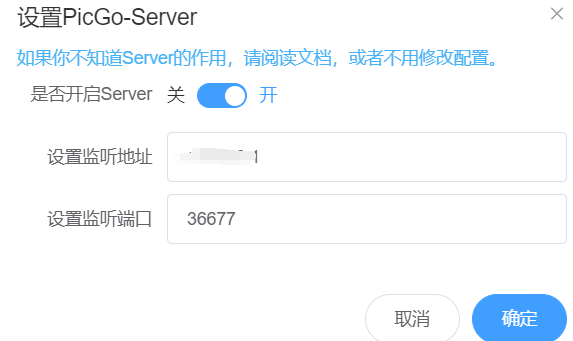 设置PicGo-Server
如果你不知道Server的作用，请阅读文档，或者不用修改配置。
是否开启Server 关 开
设置监听地址
设置监听端口 36677
取消 确定